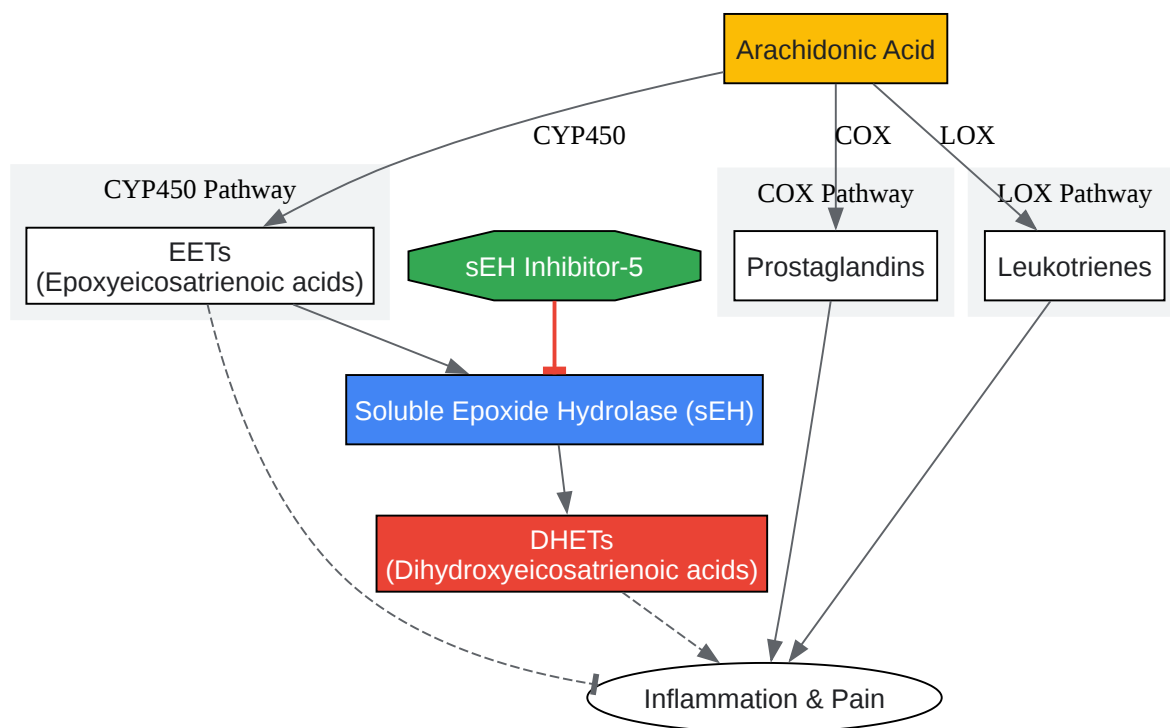 Arachidonic Acid
CYP450
COX
LOX
CYP450 Pathway
COX Pathway
LOX Pathway
EETs
(Epoxyeicosatrienoic acids)
sEH Inhibitor-5
Prostaglandins
Leukotrienes
Soluble Epoxide Hydrolase (sEH)
DHETs
(Dihydroxyeicosatrienoic acids)
Inflammation & Pain